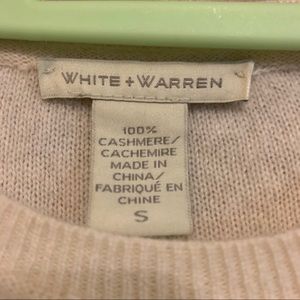 WHITE + WARREN
100%
CASHMERE/
CACHEMIRE
MADE IN
CHINA/
FABRIQUÉ EN
CHINE
S